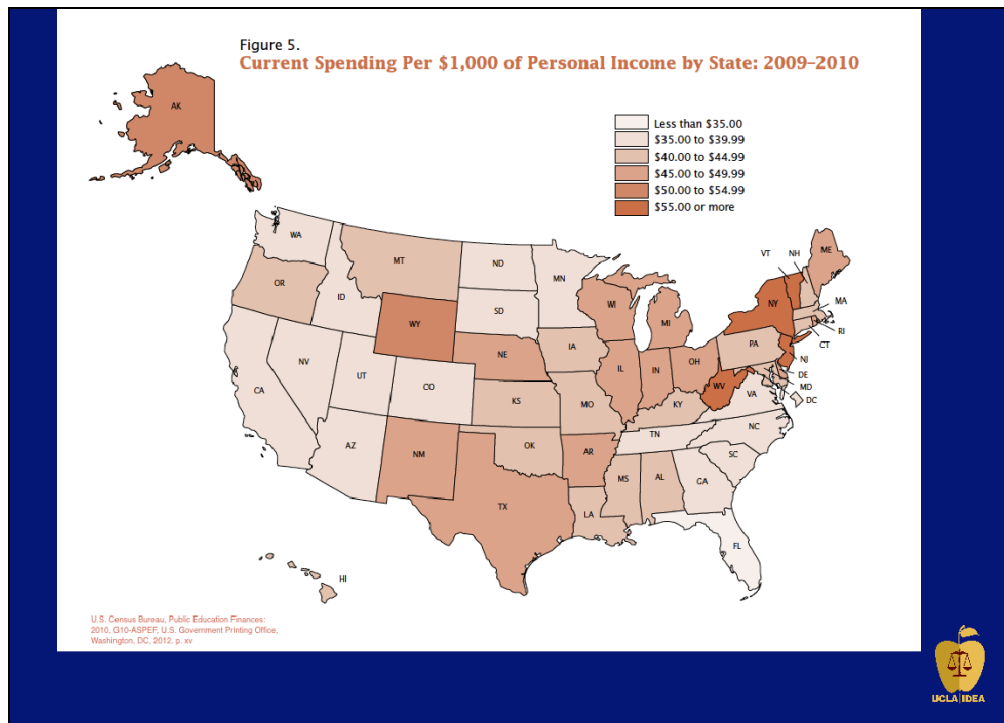 Figure 5.
Current Spending Per $1,000 of Personal Income by State: 2009–2010
Less than $35.00
$35.00 to $39.99
$40.00 to $44.99
$45.00 to $49.99
$50.00 to $54.99
$55.00 or more
AK
WA
MT
ND
MN
VT
NH
ME
OR
ID
SD
WI
MI
NY
MA
RI
CT
WY
IA
PA
NJ
NE
DE
NV
UT
CO
IL
IN
OH
WV
MD
VA
DC
CA
KS
MO
KY
NC
AZ
NM
OK
AR
TN
SC
MS
AL
GA
TX
LA
FL
HI
U.S. Census Bureau, Public Education Finances:
2010, G10-ASPEF, U.S. Government Printing Office,
Washington, DC, 2012. p. xv
UCLA IDEA